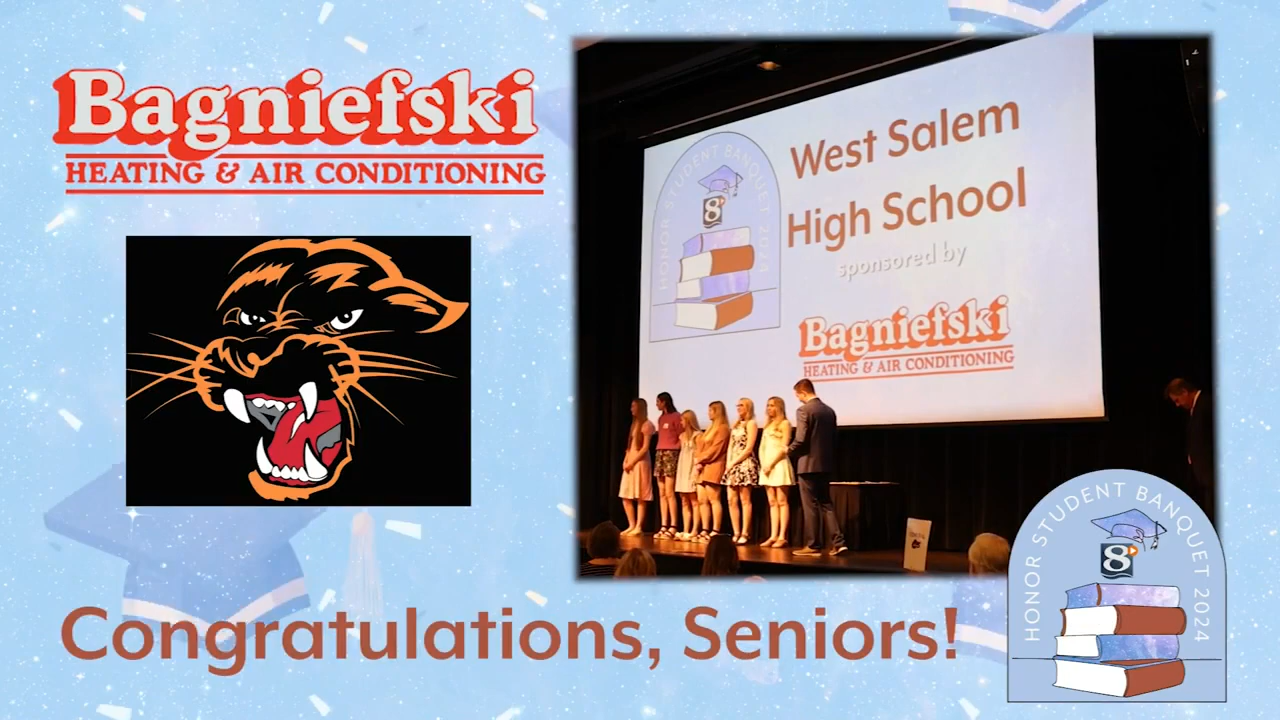 Bagniefski
HEATING & AIR CONDITIONING
HONOR STUDENT BANQUET 2024
8
West Salem
High School
sponsored by
Bagniefski
HEATING & AIR CONDITIONING
Congratulations, Seniors!
HONOR STUDENT BANQUET 2024
8